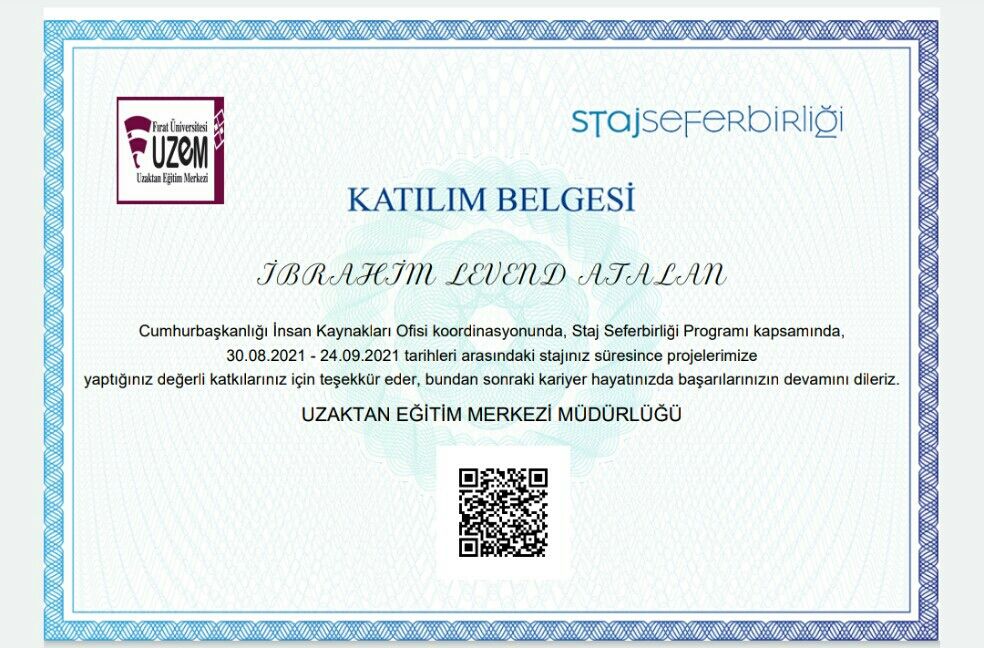 Fırat Üniversitesi
UZEM
Uzaktan Eğitim Merkezi
stajseferbirliği
KATILIM BELGESİ
İBRAHİM LEVEND ATALAN
Cumhurbaşkanlığı İnsan Kaynakları Ofisi koordinasyonunda, Staj Seferbirliği Programı kapsamında,
30.08.2021 - 24.09.2021 tarihleri arasındaki stajınız süresince projelerimize
yaptığınız değerli katkılarınız için teşekkür eder, bundan sonraki kariyer hayatınızda başarılarınızın devamını dileriz.
UZAKTAN EĞİTİM MERKEZİ MÜDÜRLÜĞÜ